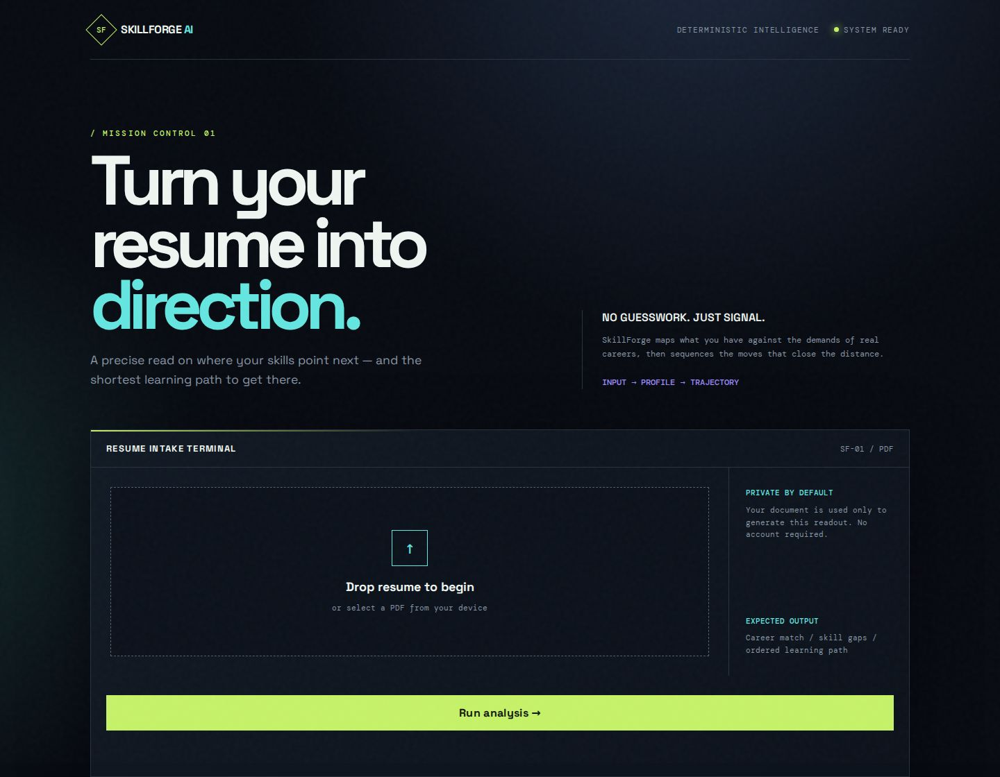 SF SKILLFORGE AI
DETERMINISTIC INTELLIGENCE SYSTEM READY
/ MISSION CONTROL 01
Turn your
resume into
direction.
A precise read on where your skills point next — and the
shortest learning path to get there.
NO GUESSWORK. JUST SIGNAL.
SkillForge maps what you have against the demands of real
careers, then sequences the moves that close the distance.
INPUT → PROFILE → TRAJECTORY
RESUME INTAKE TERMINAL
SF-01 / PDF
↑
Drop resume to begin
or select a PDF from your device
PRIVATE BY DEFAULT
Your document is used only to
generate this readout. No
account required.
EXPECTED OUTPUT
Career match / skill gaps /
ordered learning path
Run analysis →